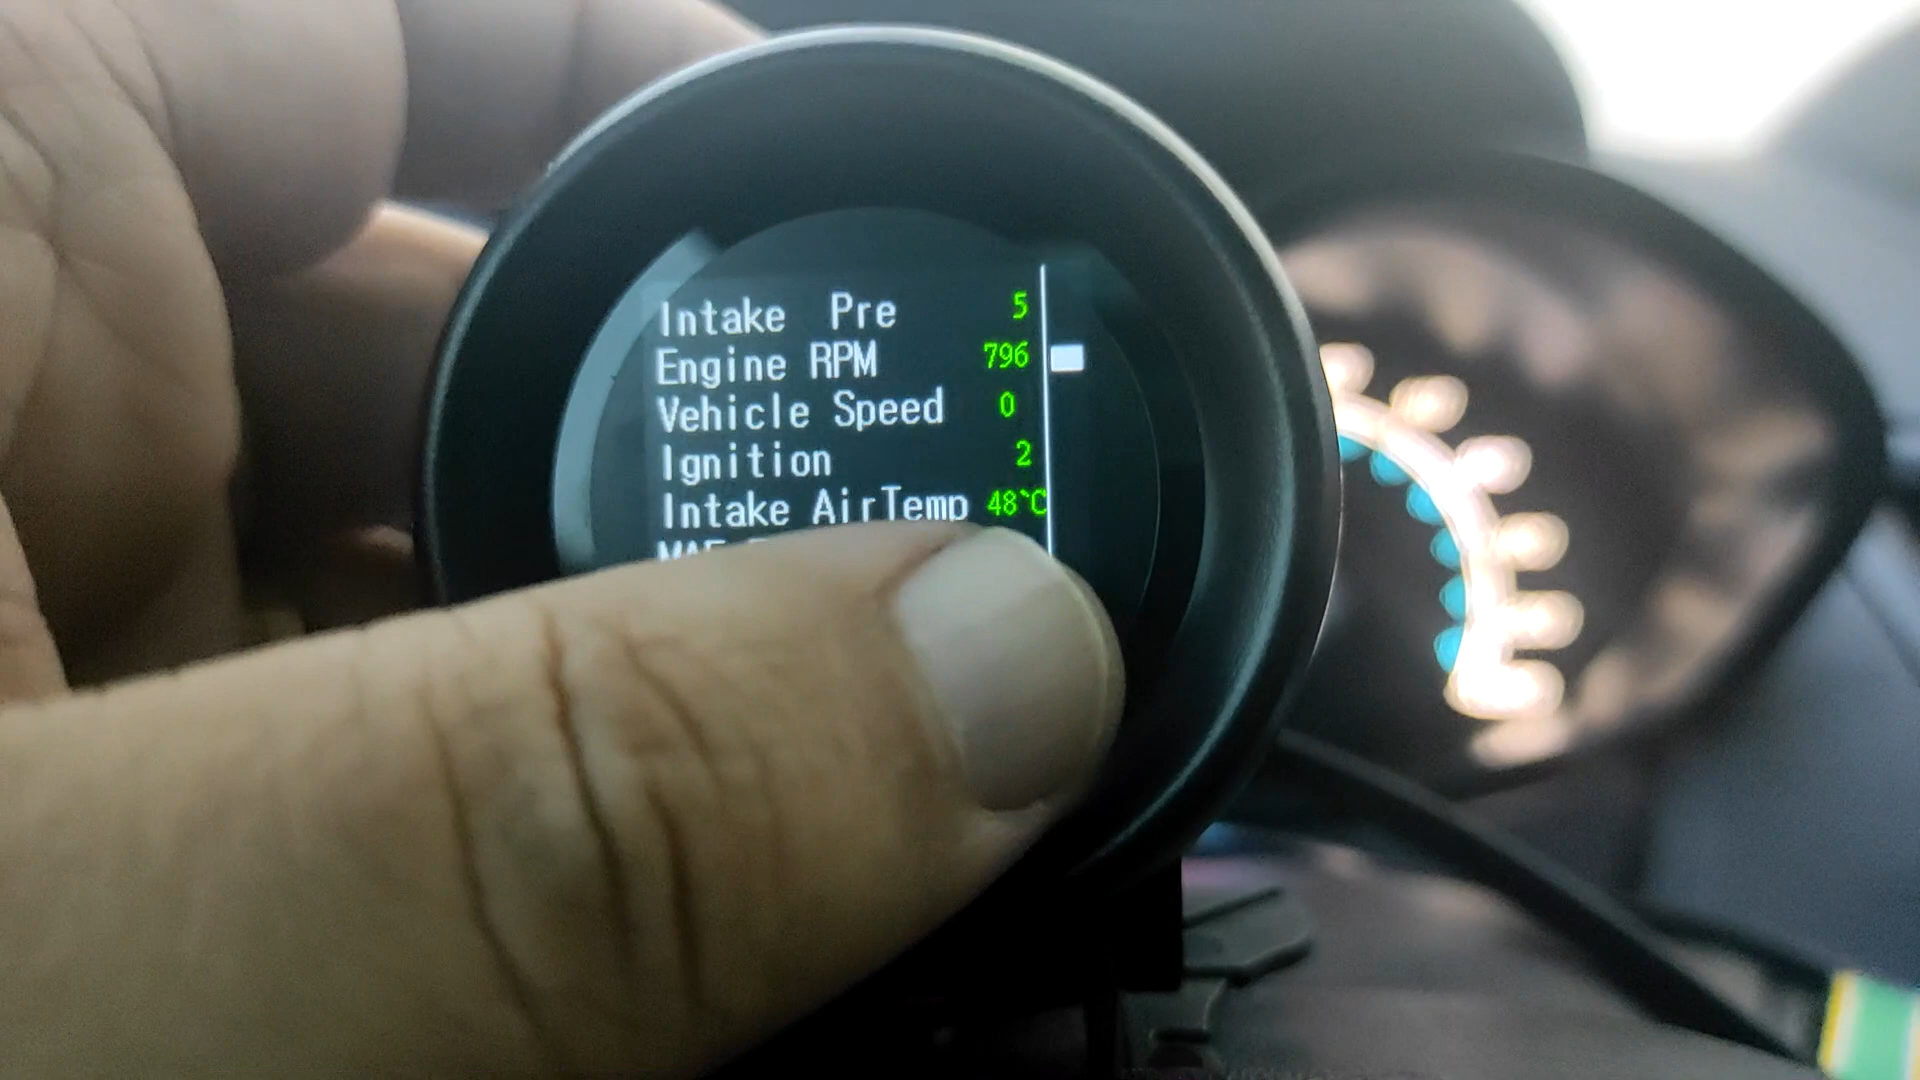 Intake Pre 5
Engine RPM 796
Vehicle Speed 0
Ignition 2
Intake AirTemp 48`C